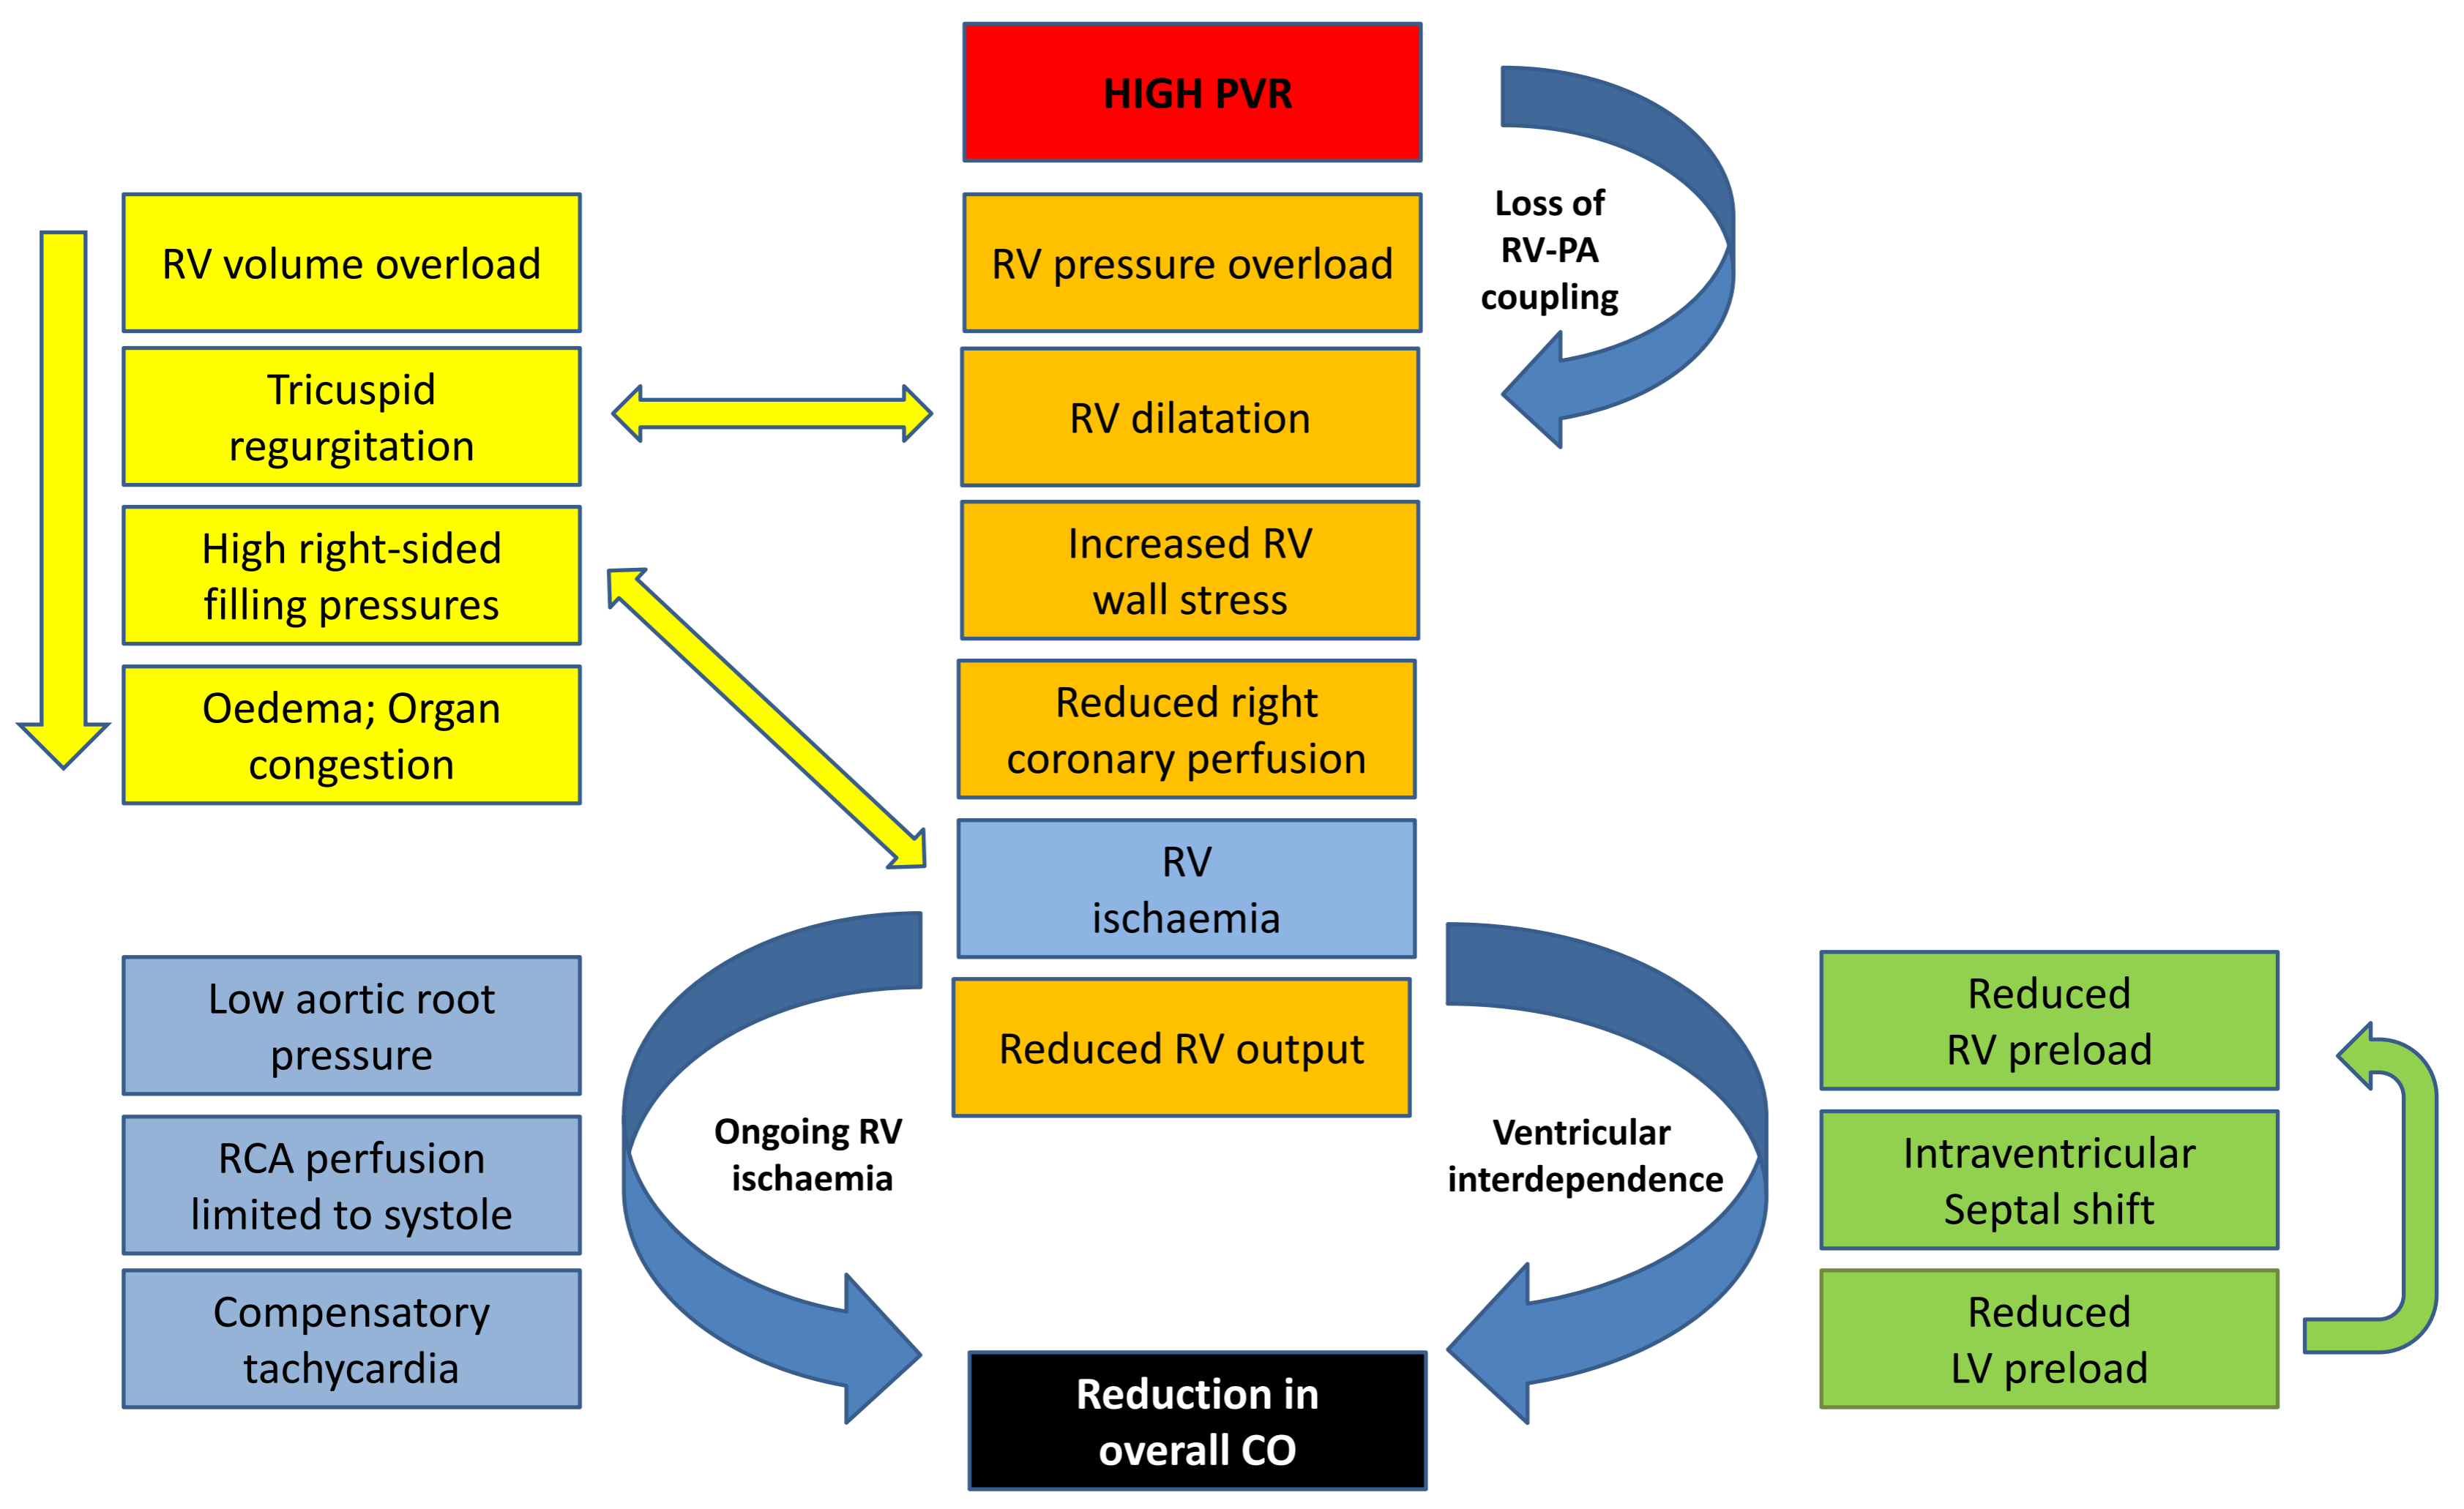 HIGH PVR
Loss of
RV-PA
coupling
RV volume overload
Tricuspid
regurgitation
High right-sided
filling pressures
Oedema; Organ
congestion
RV pressure overload
RV dilatation
Increased RV
wall stress
Reduced right
coronary perfusion
RV
ischaemia
Reduced RV output
Low aortic root
pressure
RCA perfusion
limited to systole
Compensatory
tachycardia
Ongoing RV
ischaemia
Ventricular
interdependence
Reduced
RV preload
Intraventricular
Septal shift
Reduced
LV preload
Reduction in
overall CO